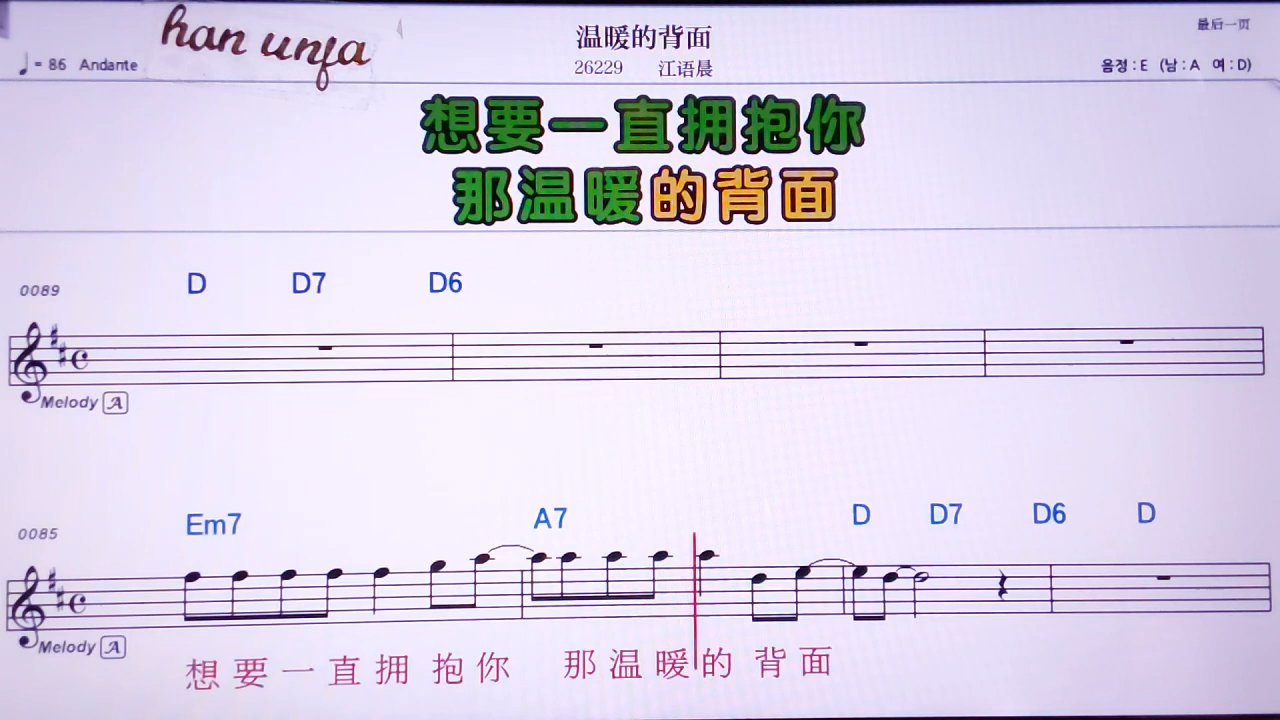 han unfa
温暖的背面
最后一页
♩= 86 Andante
26229 江语晨
음정 : E (남 : A 여 : D)
想要一直拥抱你
那温暖的背面
D D7 D6
0089
Melody A
Em7 A7 D D7 D6 D
0085
Melody A
想要一直拥抱你 那温暖的背面